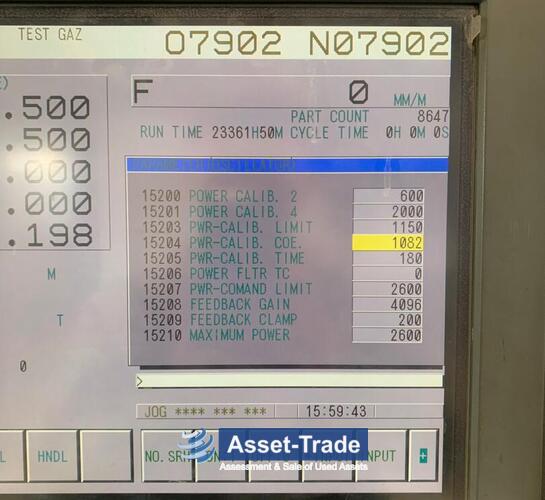 TEST GAZ O7902 N07902
F 0 MM/M
PART COUNT 8647
RUN TIME 23361H50M CYCLE TIME 0H 0M 0S
.500
.500
.000
.000
.198
M
T
0
15200 POWER CALIB. 2 600
15201 POWER CALIB. 4 2000
15203 PWR-CALIB. LIMIT 1150
15204 PWR-CALIB. COE. 1082
15205 PWR-CALIB. TIME 180
15206 POWER FLTR TC 0
15207 PWR-COMAND LIMIT 2600
15208 FEEDBACK GAIN 4096
15209 FEEDBACK CLAMP 200
15210 MAXIMUM POWER 2600
>
JOG **** *** *** 15:59:43
HNDL NO.SRH INPUT +
Asset-Trade
Assessment & Sale of Used Assets